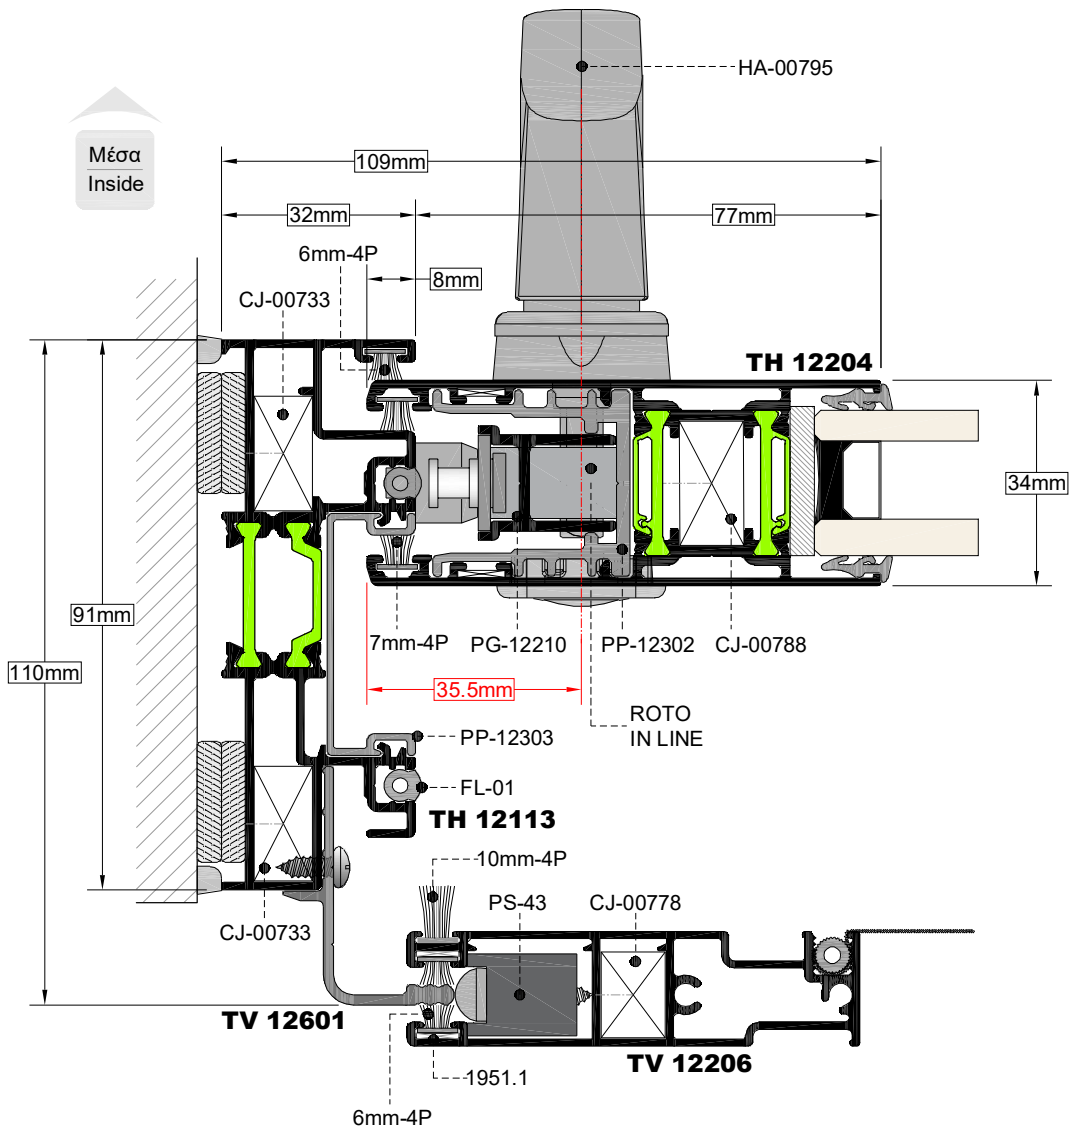 HA-00795
Μέσα
Inside
109mm
32mm
77mm
6mm-4P
8mm
CJ-00733
TH 12204
34mm
91mm
110mm
7mm-4P
PG-12210
PP-12302
CJ-00788
35.5mm
ROTO
IN LINE
PP-12303
FL-01
TH 12113
10mm-4P
PS-43
CJ-00778
CJ-00733
TV 12601
TV 12206
1951.1
6mm-4P